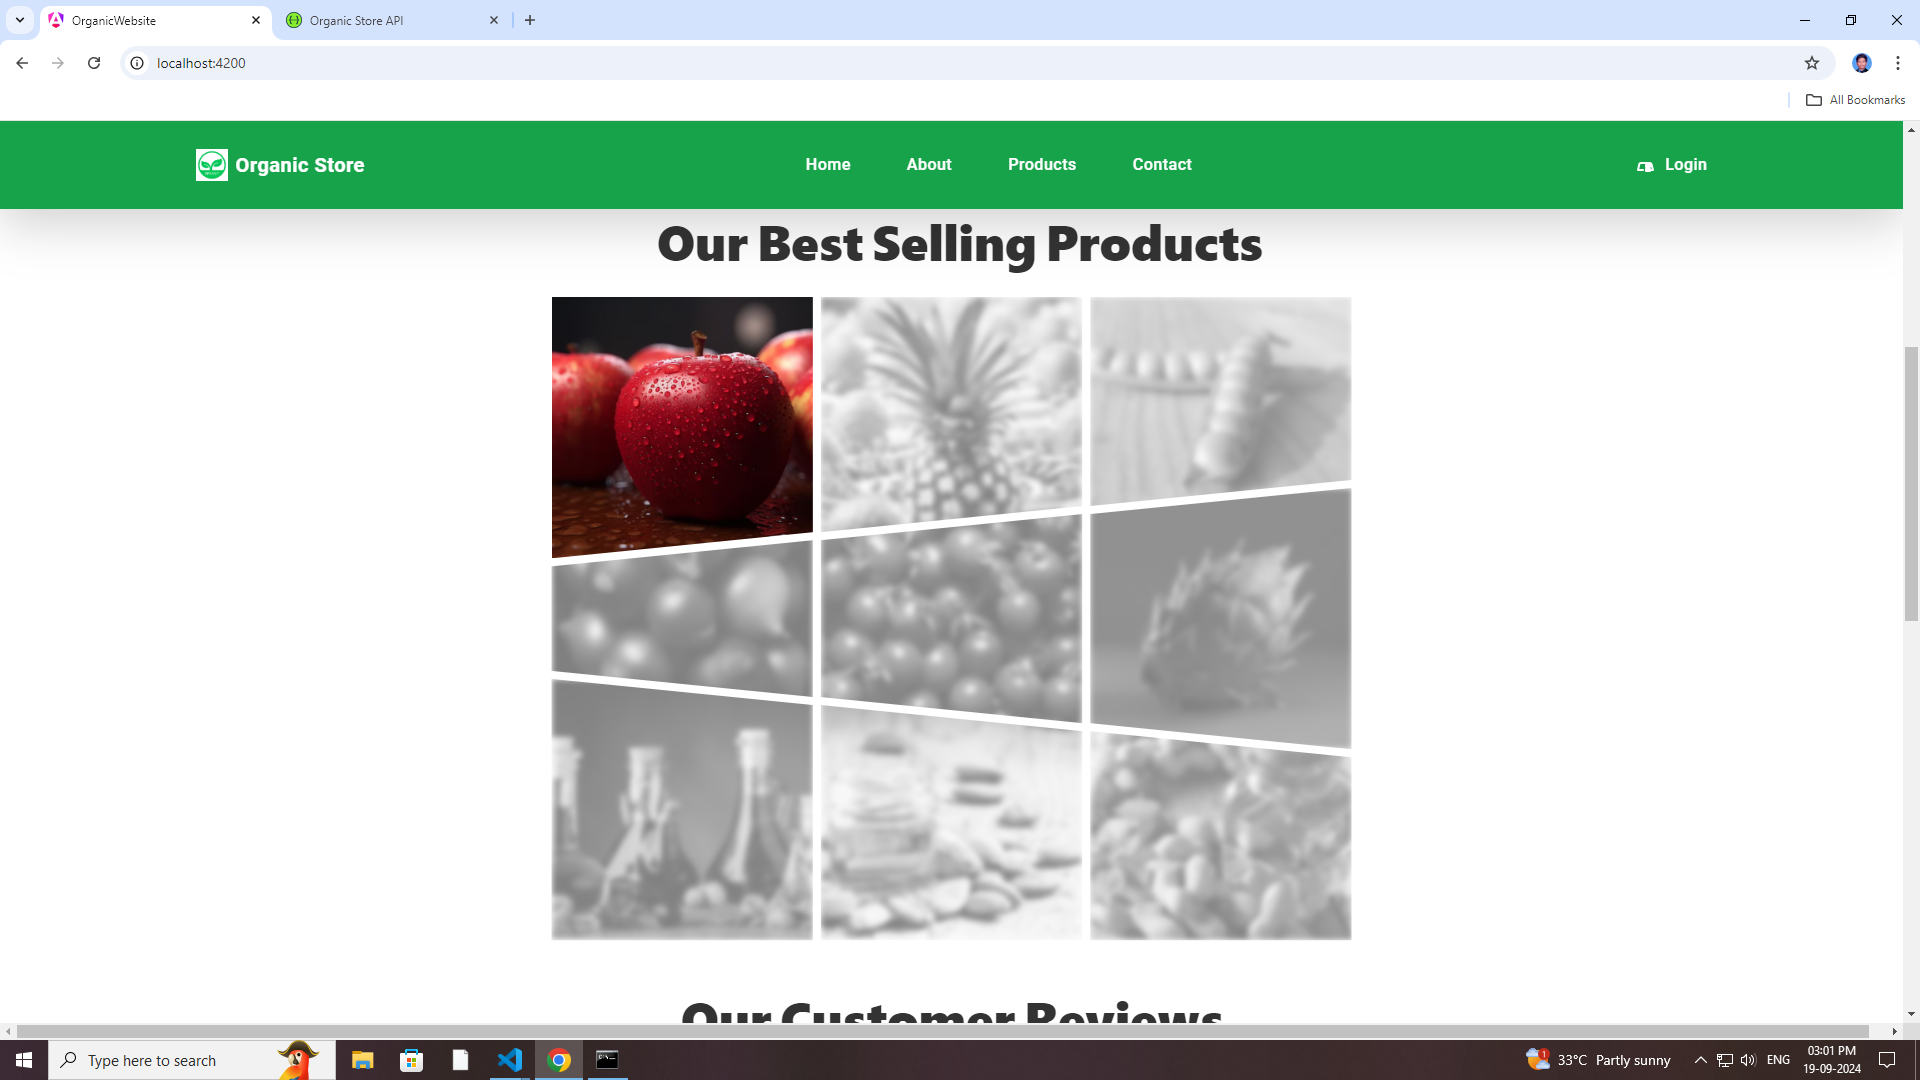 OrganicWebsite
Organic Store API
localhost:4200
All Bookmarks
Organic Store
Home
About
Products
Contact
Login
Our Best Selling Products
Our Customer Reviews
Type here to search
1
33°C Partly sunny
ENG
03:01 PM
19-09-2024